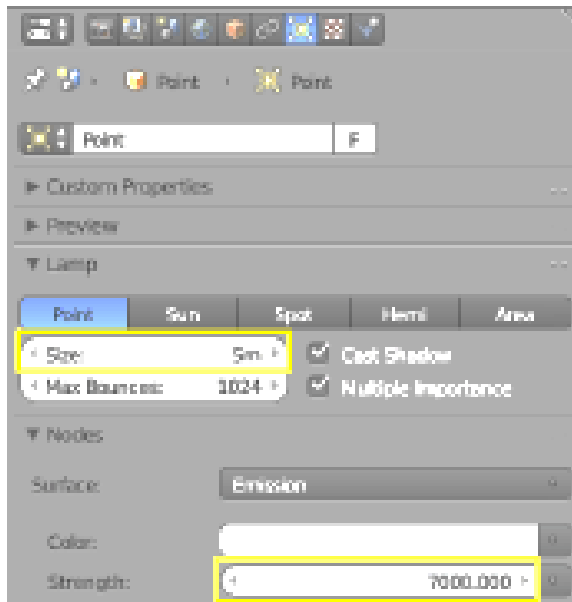 Point Point
Point F
Custom Properties
Preview
Lamp
Point Sun Spot Hemi Area
Size: 5m Cast Shadow
Max Bounces: 1024 Multiple Importance
Nodes
Surface: Emission
Color:
Strength: 7000.000